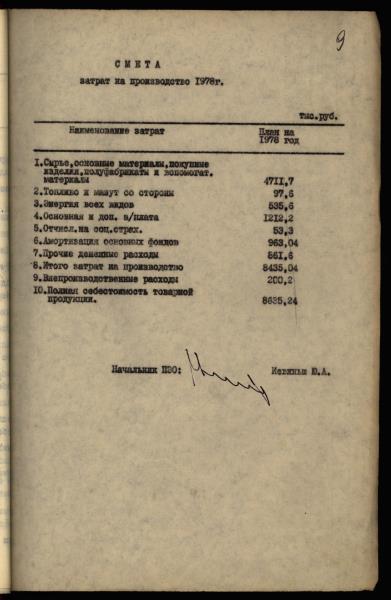 9
СМЕТА
затрат на производство 1978г.
тыс.руб.
Наименование затрат План на
1978 год
1.Сырье,основные материалы,покупные
изделия,полуфабрикаты и вспомогат.
материалы 4711,7
2.Топливо и мазут со стороны 97,6
3.Энергия всех видов 535,6
4.Основная и доп. з/плата 1212,2
5.Отчисл.на соц.страх. 53,3
6.Амортизация основных фондов 963,04
7.Прочие денежные расходы 861,6
8.Итого затрат на производство 8435,04
9.Внепроизводственные расходы 200,2
10.Полная себестоимость товарной
продукции. 8635,24
Начальник ПЭО: Ю.А.